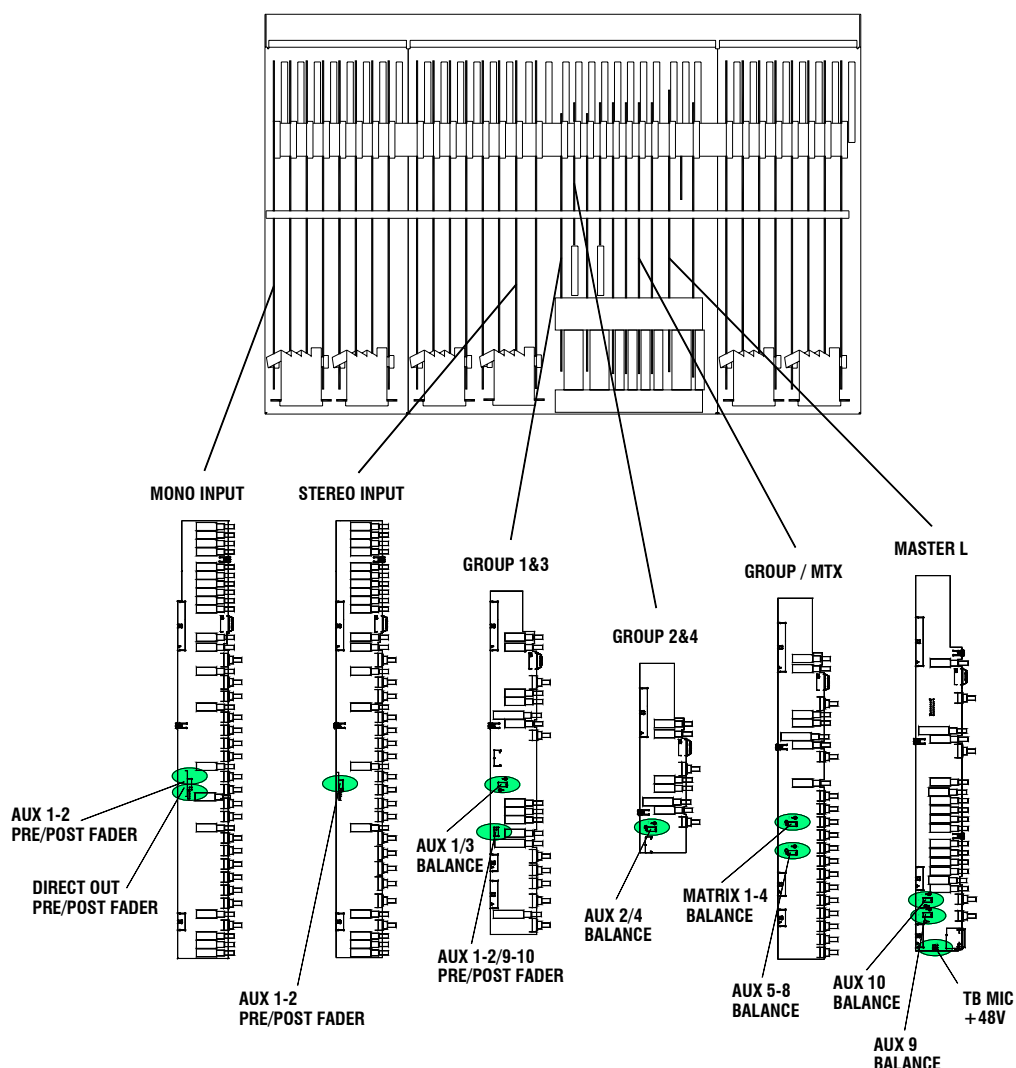 MONO INPUT
STEREO INPUT
GROUP 1&3
GROUP 2&4
GROUP / MTX
MASTER L
AUX 1-2
PRE/POST FADER
DIRECT OUT
PRE/POST FADER
AUX 1-2
PRE/POST FADER
AUX 1/3
BALANCE
AUX 1-2/9-10
PRE/POST FADER
AUX 2/4
BALANCE
MATRIX 1-4
BALANCE
AUX 5-8
BALANCE
AUX 10
BALANCE
AUX 9
BALANCE
TB MIC
+48V